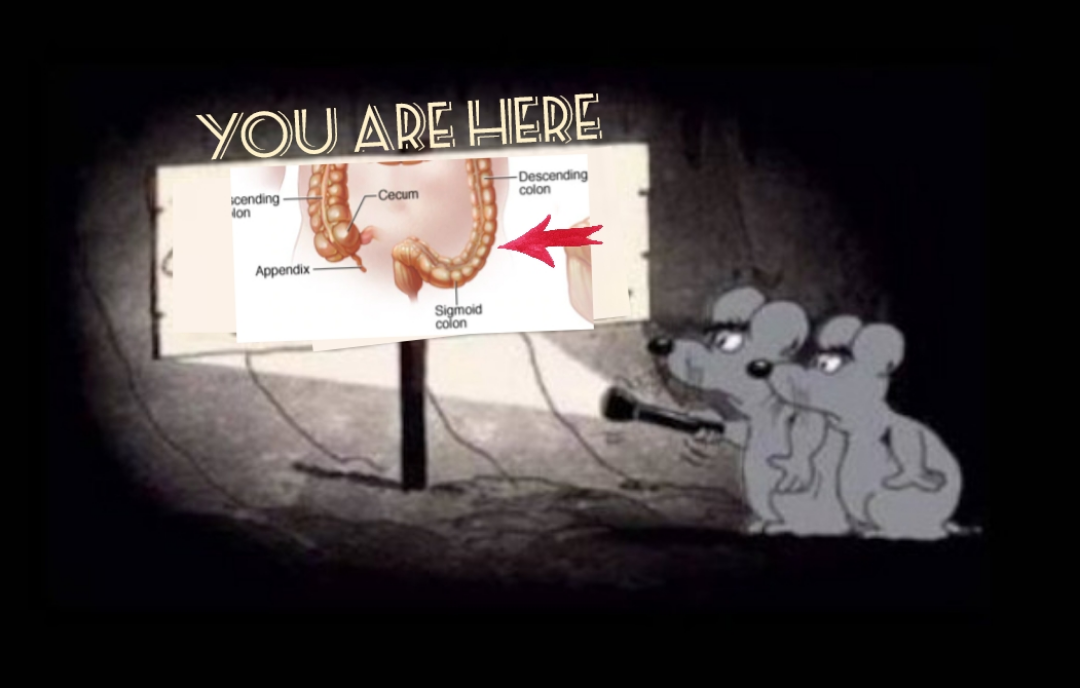 YOU ARE HERE
Descending
colon
scending
olon
Cecum
Appendix
Sigmoid
colon